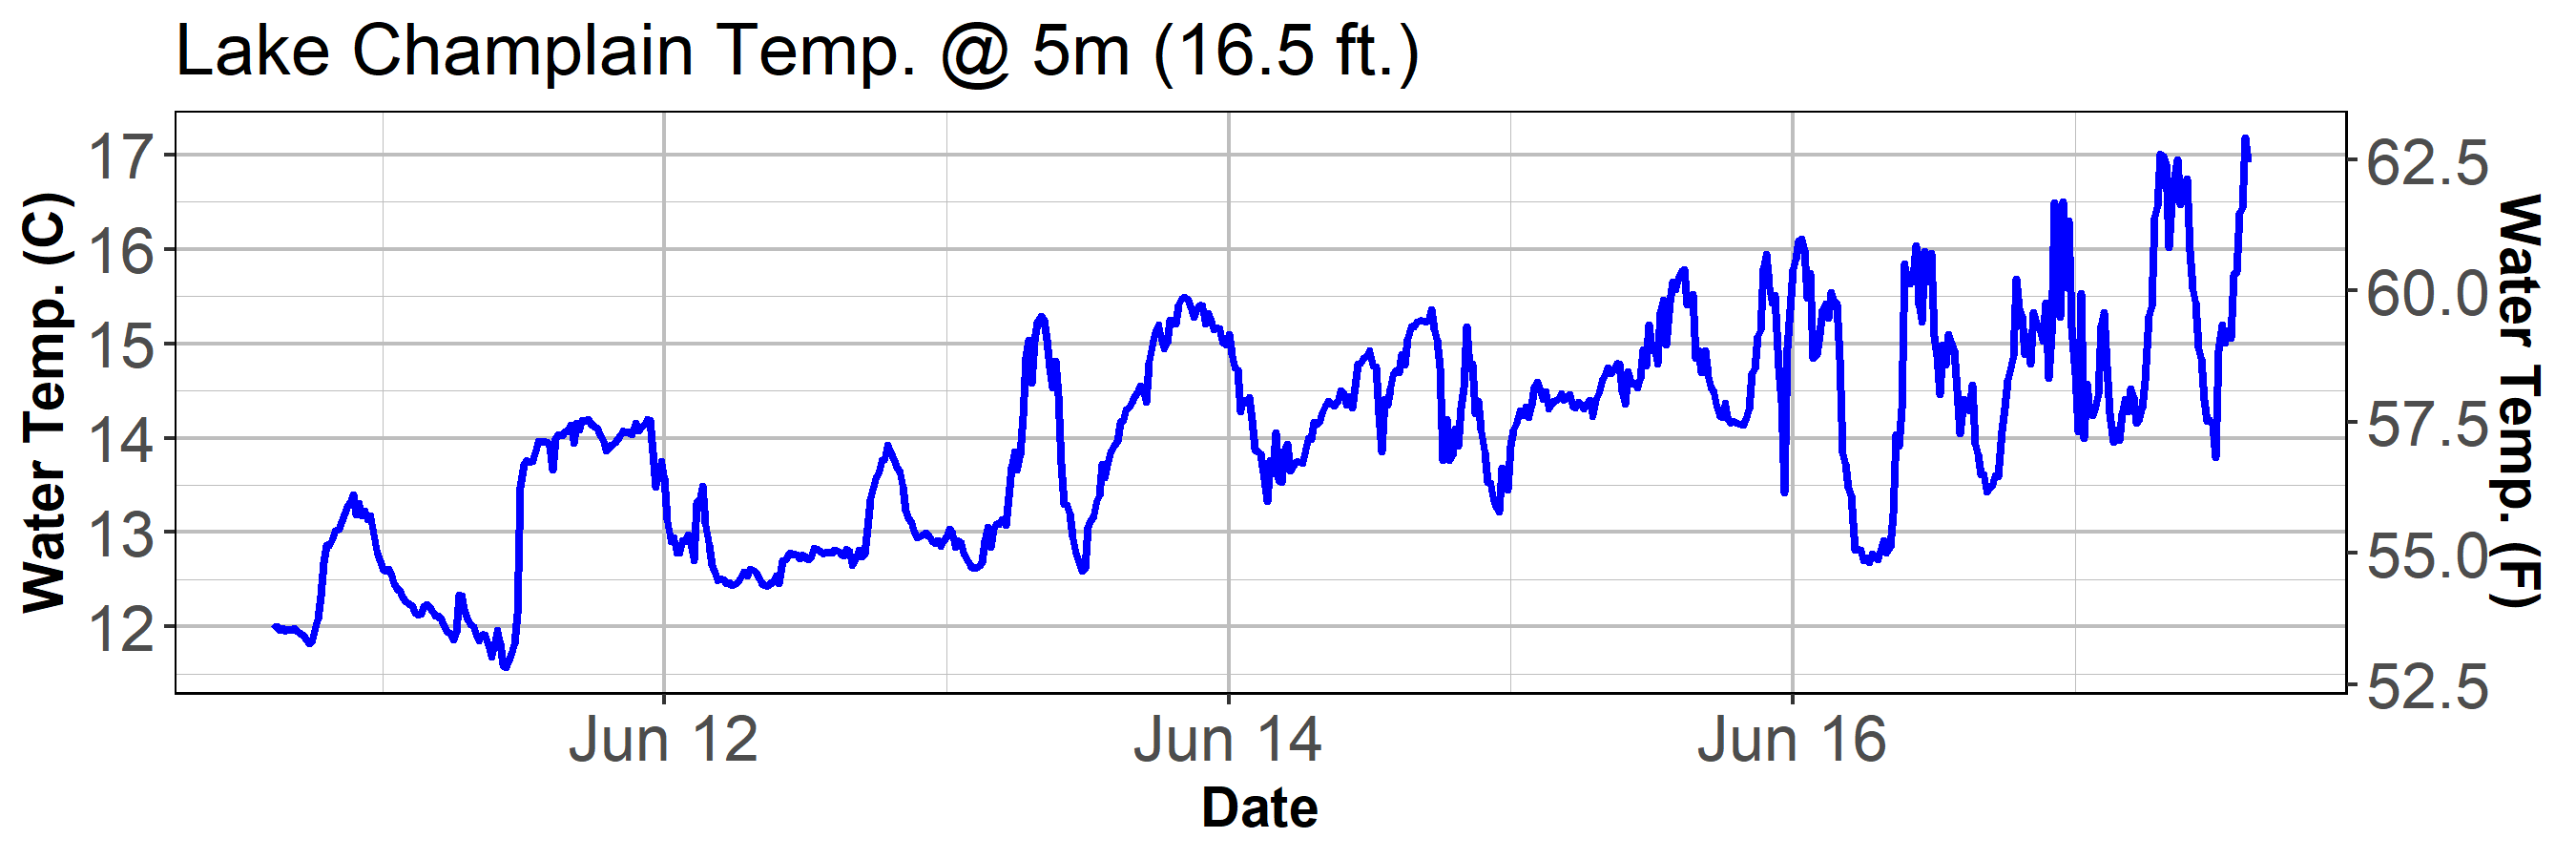 Lake Champlain Temp. @ 5m (16.5 ft.)
Water Temp. (C)
17
16
15
14
13
12
62.5
60.0
57.5
55.0
52.5
Water Temp. (F)
Jun 12 Jun 14 Jun 16
Date